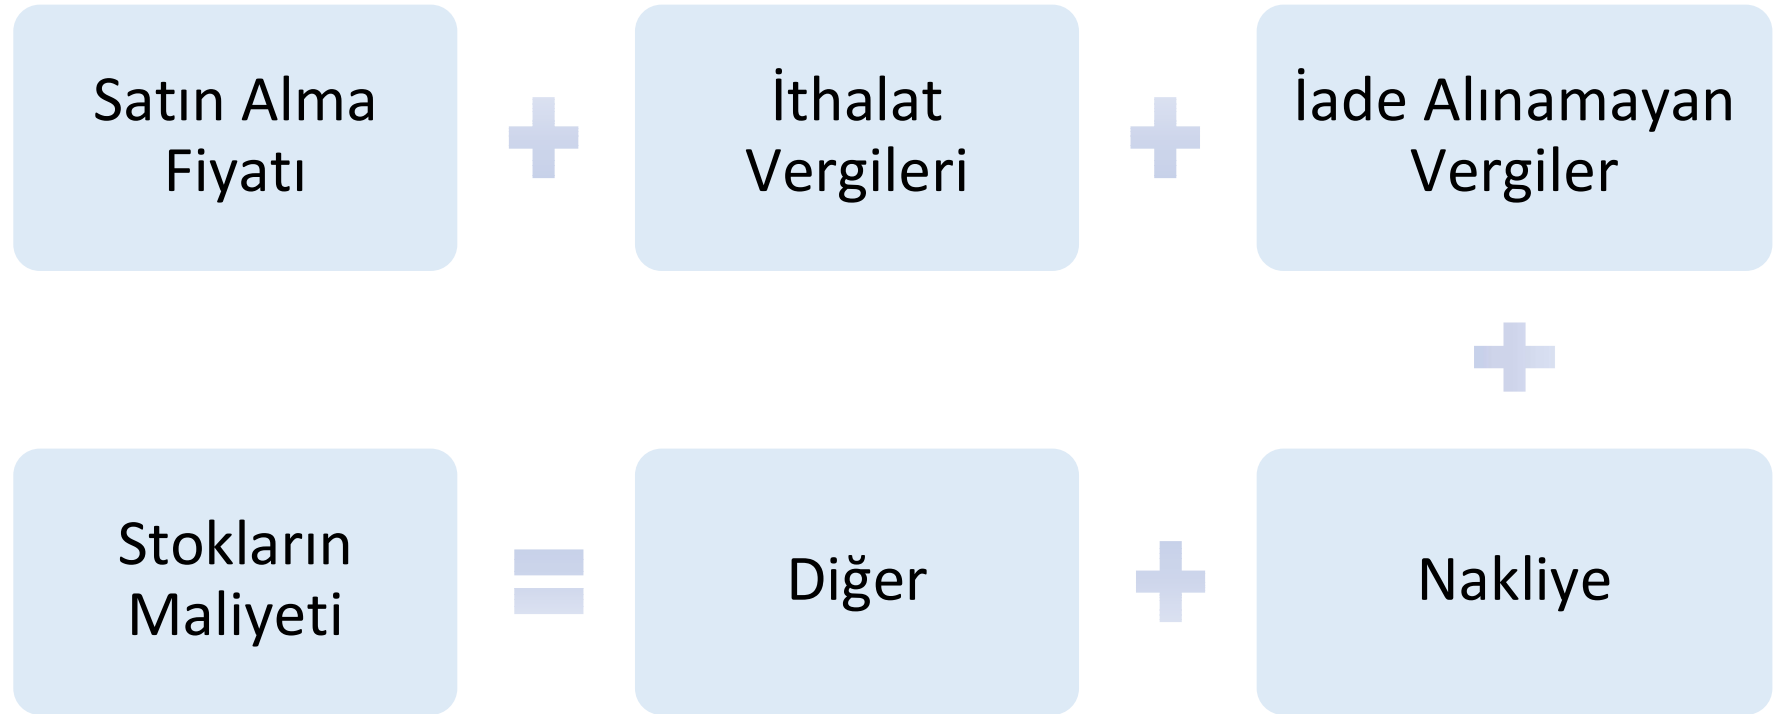 Satın Alma
Fiyatı
İthalat
Vergileri
İade Alınamayan
Vergiler
Nakliye
Diğer
Stokların
Maliyeti